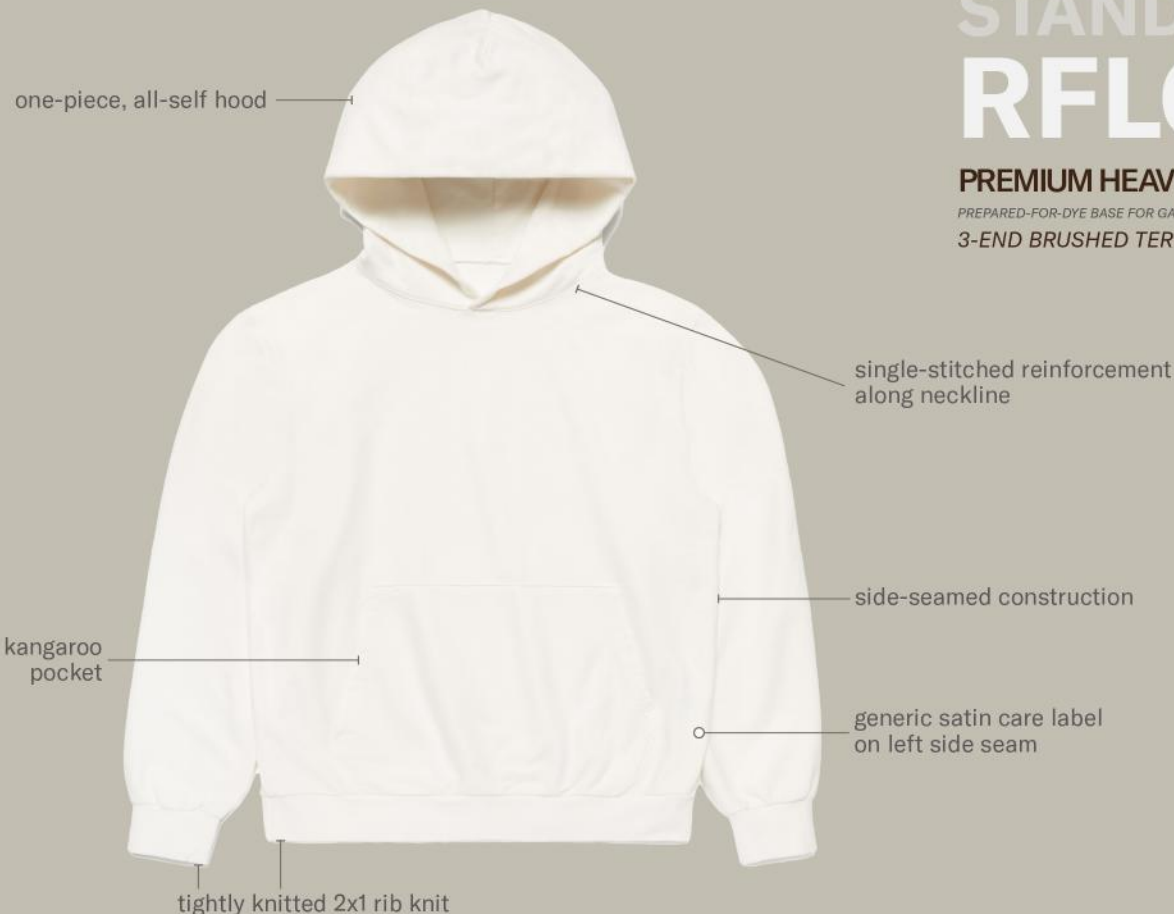 STAND
RFL
PREMIUM HEAV
PREPARED-FOR-DYE BASE FOR GA
3-END BRUSHED TER
one-piece, all-self hood
single-stitched reinforcement
along neckline
side-seamed construction
kangaroo
pocket
generic satin care label
on left side seam
tightly knitted 2x1 rib knit